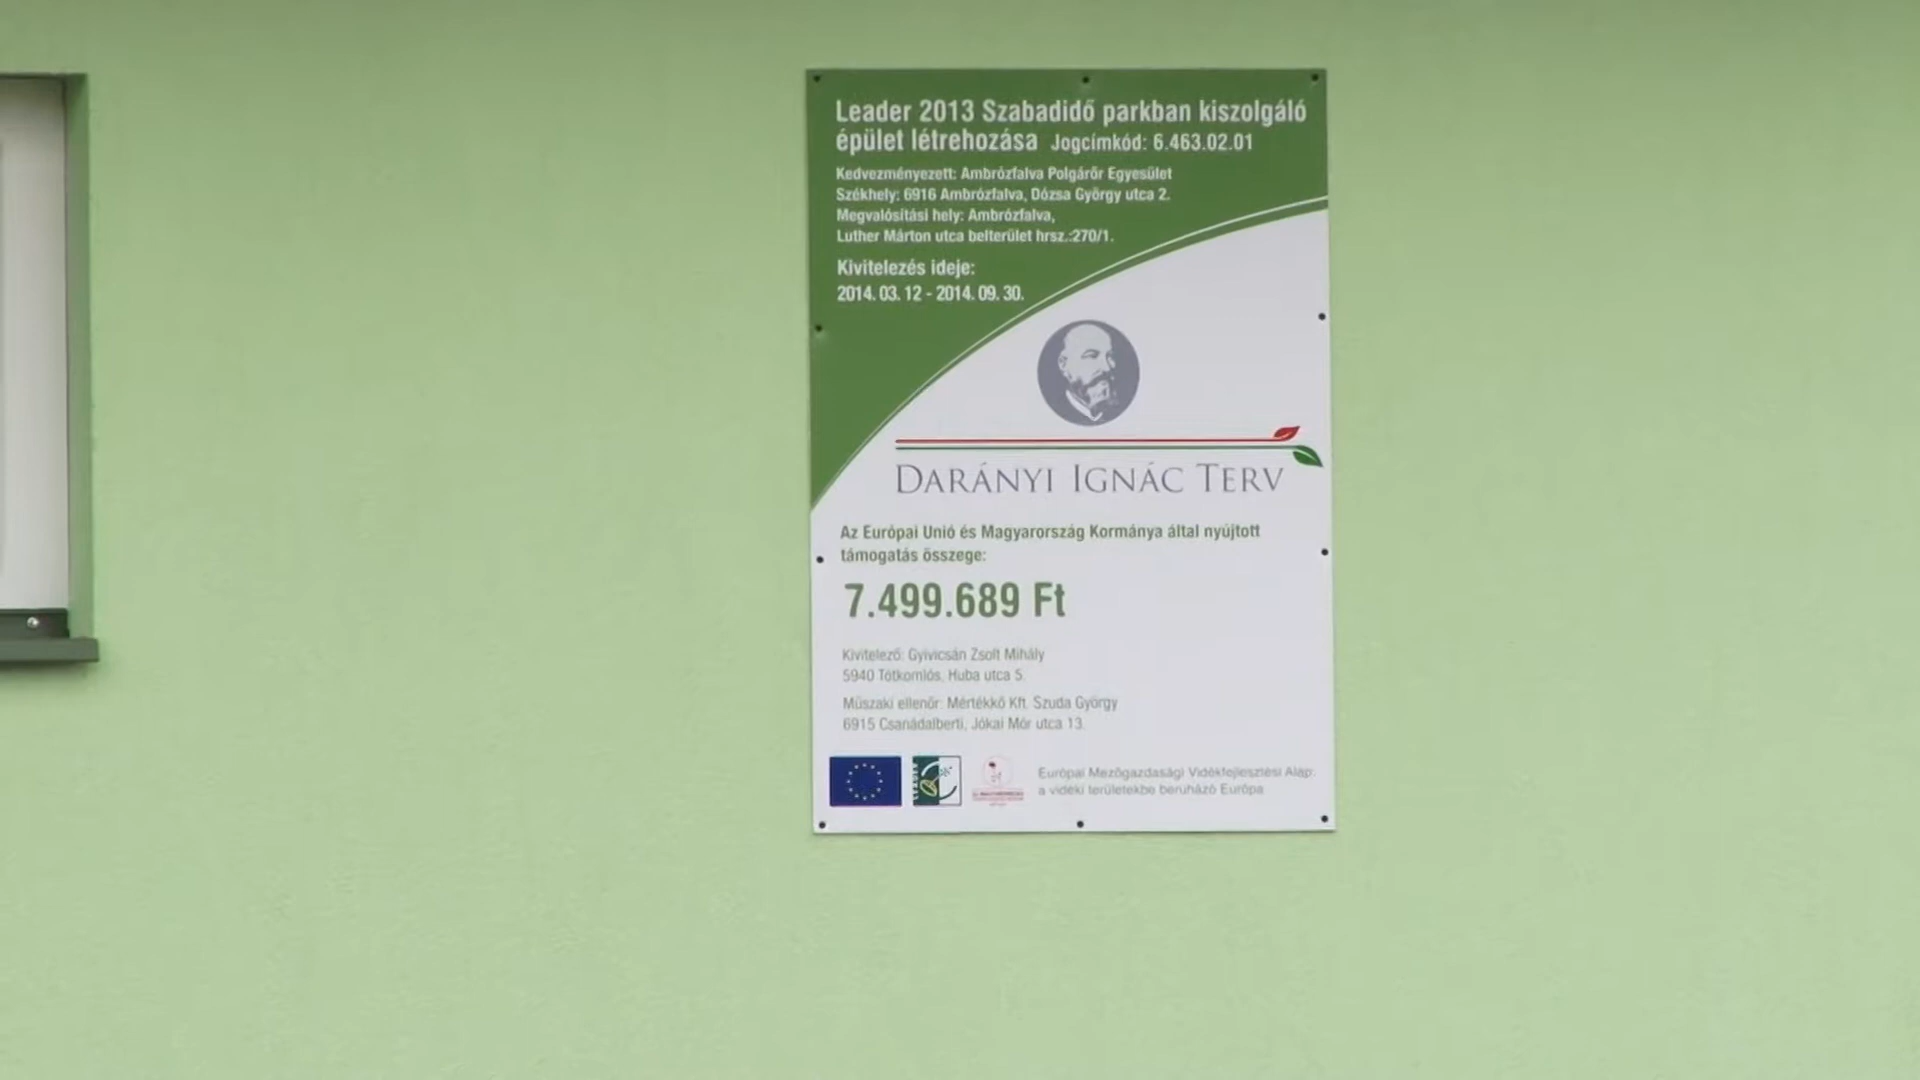 Leader 2013 Szabadidő parkban kiszolgáló
épület létrehozása Jogcímkód: 6.463.02.01
Kedvezményezett: Ambrózfalva Polgárőr Egyesület
Székhely: 6916 Ambrózfalva, Dózsa György utca 2.
Megvalósítási hely: Ambrózfalva,
Luther Márton utca belterület hrsz.:270/1.
Kivitelezés ideje:
2014. 03. 12 - 2014. 09. 30.
DARÁNYI IGNÁC TERV
Az Európai Unió és Magyarország Kormánya által nyújtott
támogatás összege:
7.499.689 Ft
Kivitelező: Gyivicsán Zsolt Mihály
5940 Tótkomlós, Huba utca 5.
Műszaki ellenőr: Mértékkő Kft. Szuda György
6915 Csanádalberti, Jókai Mór utca 13.
LEADER
Európai Mezőgazdasági Vidékfejlesztési Alap:
a vidéki területekbe beruházó Európa